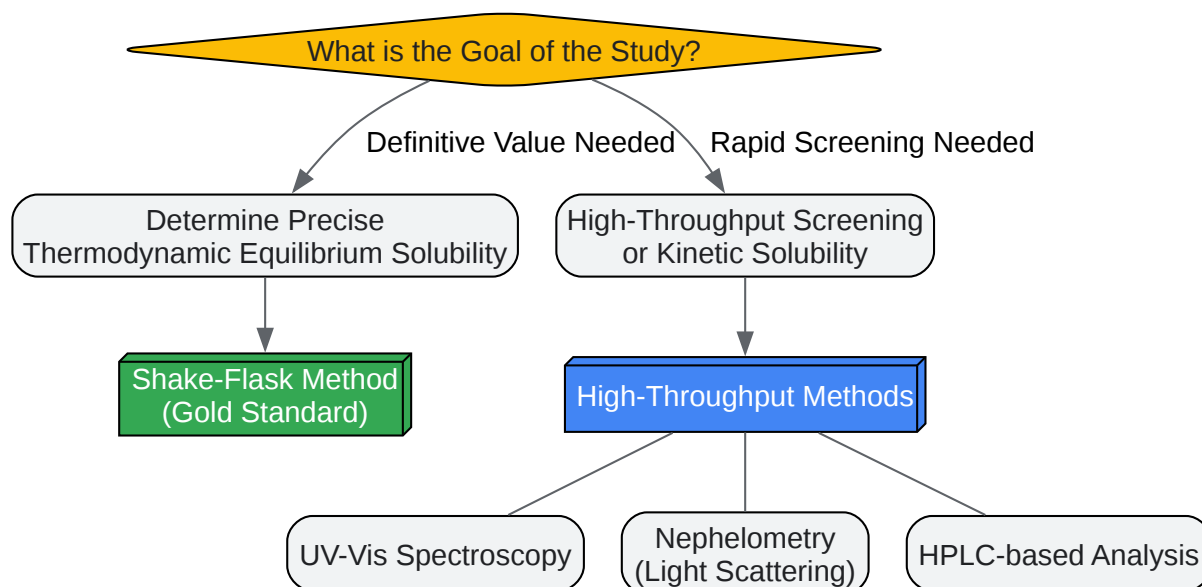 What is the Goal of the Study?
Definitive Value Needed
Rapid Screening Needed
Determine Precise
Thermodynamic Equilibrium Solubility
High-Throughput Screening
or Kinetic Solubility
Shake-Flask Method
(Gold Standard)
High-Throughput Methods
UV-Vis Spectroscopy
Nephelometry
(Light Scattering)
HPLC-based Analysis